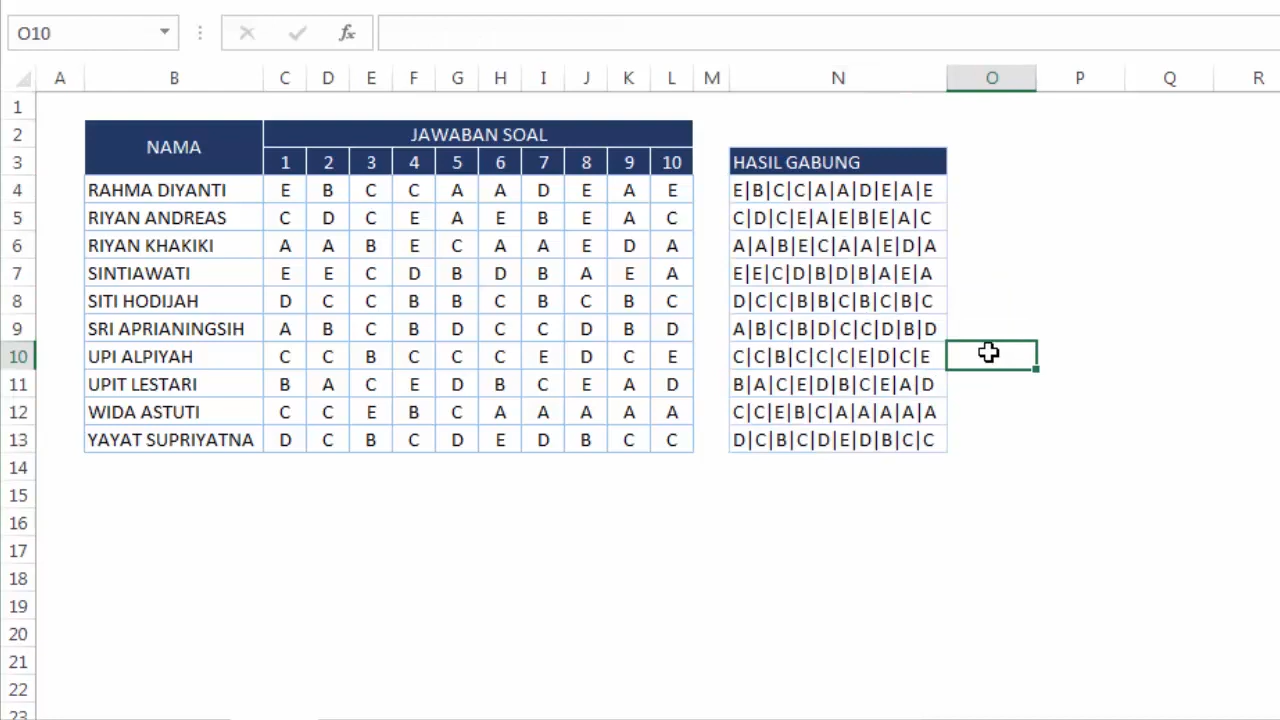 O10 fx
A B C D E F G H I J K L M N O P Q R
1
2 NAMA JAWABAN SOAL
3 1 2 3 4 5 6 7 8 9 10 HASIL GABUNG
4 RAHMA DIYANTI E B C C A A D E A E E|B|C|C|A|A|D|E|A|E
5 RIYAN ANDREAS C D C E A E B E A C C|D|C|E|A|E|B|E|A|C
6 RIYAN KHAKIKI A A B E C A A E D A A|A|B|E|C|A|A|E|D|A
7 SINTIAWATI E E C D B D B A E A E|E|C|D|B|D|B|A|E|A
8 SITI HODIJAH D C C B B C B C B C D|C|C|B|B|C|B|C|B|C
9 SRI APRIANINGSIH A B C B D C C D B D A|B|C|B|D|C|C|D|B|D
10 UPI ALPIYAH C C B C C C E D C E C|C|B|C|C|C|E|D|C|E
11 UPIT LESTARI B A C E D B C E A D B|A|C|E|D|B|C|E|A|D
12 WIDA ASTUTI C C E B C A A A A A C|C|E|B|C|A|A|A|A|A
13 YAYAT SUPRIYATNA D C B C D E D B C C D|C|B|C|D|E|D|B|C|C
14
15
16
17
18
19
20
21
22
23